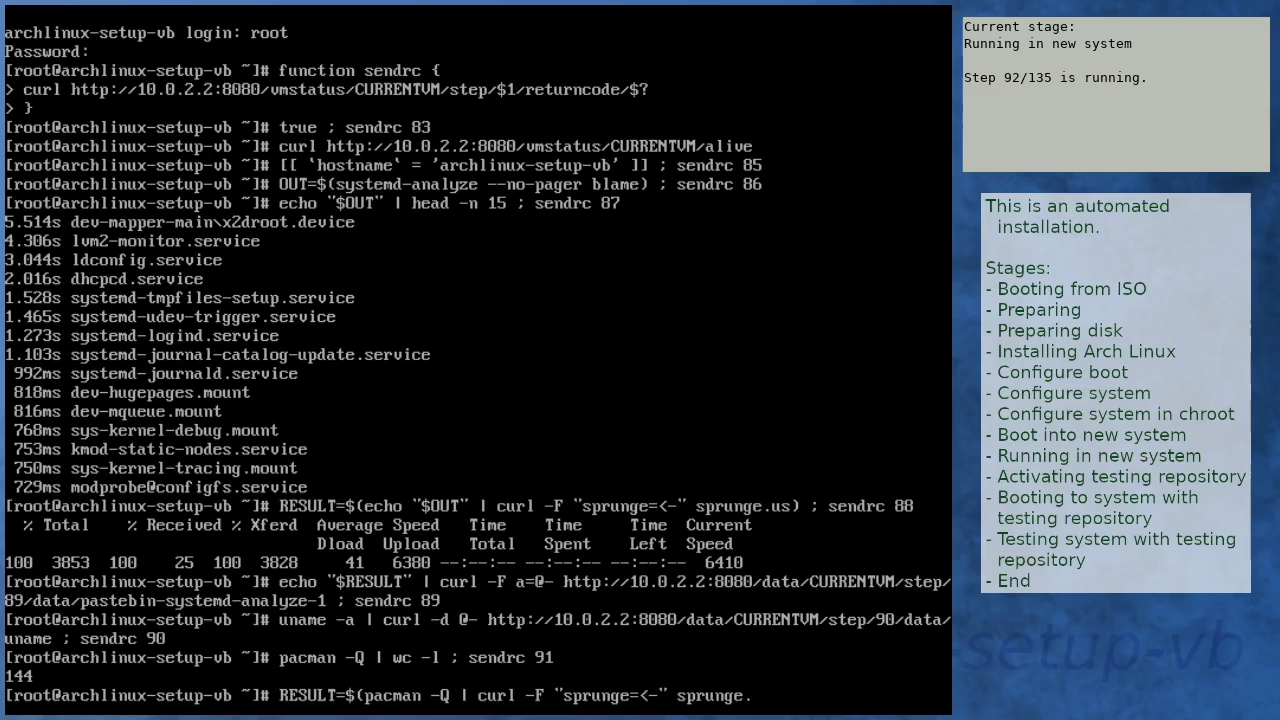 archlinux-setup-vb login: root
Password:
[root@archlinux-setup-vb ~]# function sendrc {
> curl http://10.0.2.2:8080/vmstatus/CURRENTVM/step/$1/returncode/$?
> }
[root@archlinux-setup-vb ~]# true ; sendrc 83
[root@archlinux-setup-vb ~]# curl http://10.0.2.2:8080/vmstatus/CURRENTVM/alive
[root@archlinux-setup-vb ~]# [[ `hostname` = 'archlinux-setup-vb' ]] ; sendrc 85
[root@archlinux-setup-vb ~]# OUT=$(systemd-analyze --no-pager blame) ; sendrc 86
[root@archlinux-setup-vb ~]# echo "$OUT" | head -n 15 ; sendrc 87
5.514s dev-mapper-main\x2droot.device
4.306s lvm2-monitor.service
3.044s ldconfig.service
2.016s dhcpcd.service
1.528s systemd-tmpfiles-setup.service
1.465s systemd-udev-trigger.service
1.273s systemd-logind.service
1.103s systemd-journal-catalog-update.service
 992ms systemd-journald.service
 818ms dev-hugepages.mount
 816ms dev-mqueue.mount
 768ms sys-kernel-debug.mount
 753ms kmod-static-nodes.service
 750ms sys-kernel-tracing.mount
 729ms modprobe@configfs.service
[root@archlinux-setup-vb ~]# RESULT=$(echo "$OUT" | curl -F "sprunge=<-" sprunge.us) ; sendrc 88
  % Total    % Received % Xferd  Average Speed   Time    Time     Time  Current
                                 Dload  Upload   Total   Spent    Left  Speed
100  3853  100    25  100  3828     41   6380 --:--:-- --:--:-- --:--:--  6410
[root@archlinux-setup-vb ~]# echo "$RESULT" | curl -F a=@- http://10.0.2.2:8080/data/CURRENTVM/step/
89/data/pastebin-systemd-analyze-1 ; sendrc 89
[root@archlinux-setup-vb ~]# uname -a | curl -d @- http://10.0.2.2:8080/data/CURRENTVM/step/90/data/
uname ; sendrc 90
[root@archlinux-setup-vb ~]# pacman -Q | wc -l ; sendrc 91
144
[root@archlinux-setup-vb ~]# RESULT=$(pacman -Q | curl -F "sprunge=<-" sprunge.
Current stage:
Running in new system
Step 92/135 is running.
This is an automated
installation.
Stages:
- Booting from ISO
- Preparing
- Preparing disk
- Installing Arch Linux
- Configure boot
- Configure system
- Configure system in chroot
- Boot into new system
- Running in new system
- Activating testing repository
- Booting to system with
testing repository
- Testing system with testing
repository
- End
-setup-vb